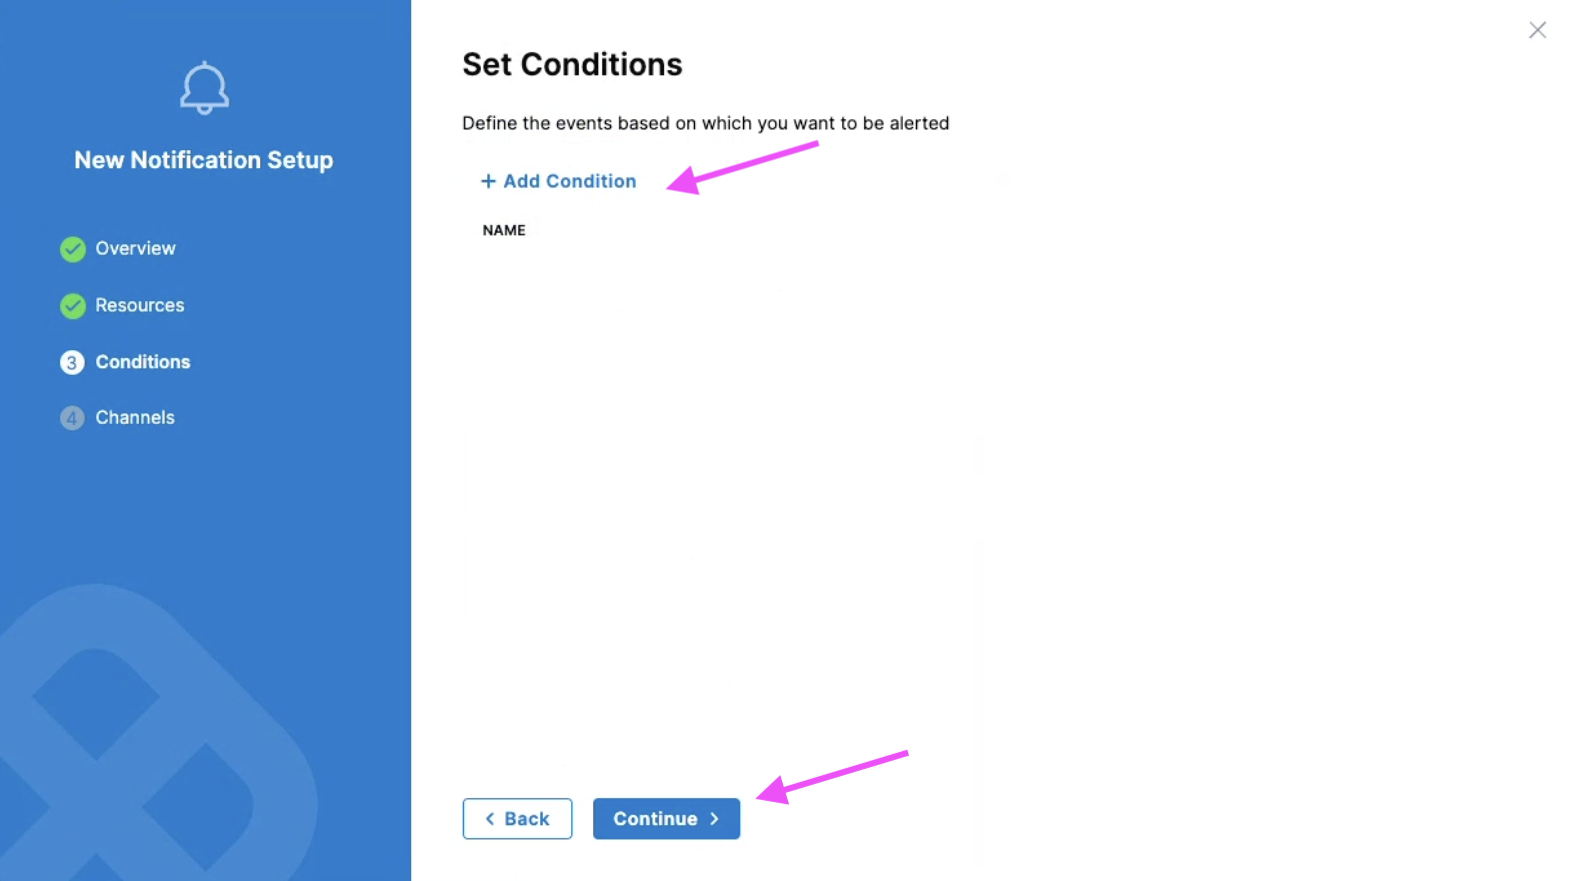 New Notification Setup
Overview
Resources
3 Conditions
4 Channels
Set Conditions
Define the events based on which you want to be alerted
+ Add Condition
NAME
< Back
Continue >